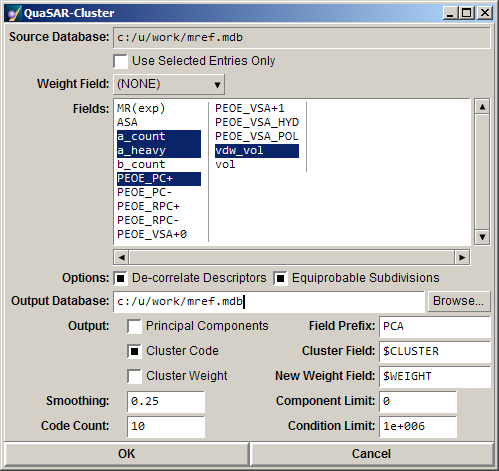 QuaSAR-Cluster
Source Database: c:/u/work/mref.mdb
Use Selected Entries Only
Weight Field: (NONE)
Fields:
MR(exp) PEOE_VSA+1
ASA PEOE_VSA_HYD
a_count PEOE_VSA_POL
a_heavy vdw_vol
b_count vol
PEOE_PC+
PEOE_PC-
PEOE_RPC+
PEOE_RPC-
PEOE_VSA+0
Options: De-correlate Descriptors Equiprobable Subdivisions
Output Database: c:/u/work/mref.mdb Browse...
Output: Principal Components Field Prefix: PCA
Cluster Code Cluster Field: $CLUSTER
Cluster Weight New Weight Field: $WEIGHT
Smoothing: 0.25 Component Limit: 0
Code Count: 10 Condition Limit: 1e+006
OK Cancel